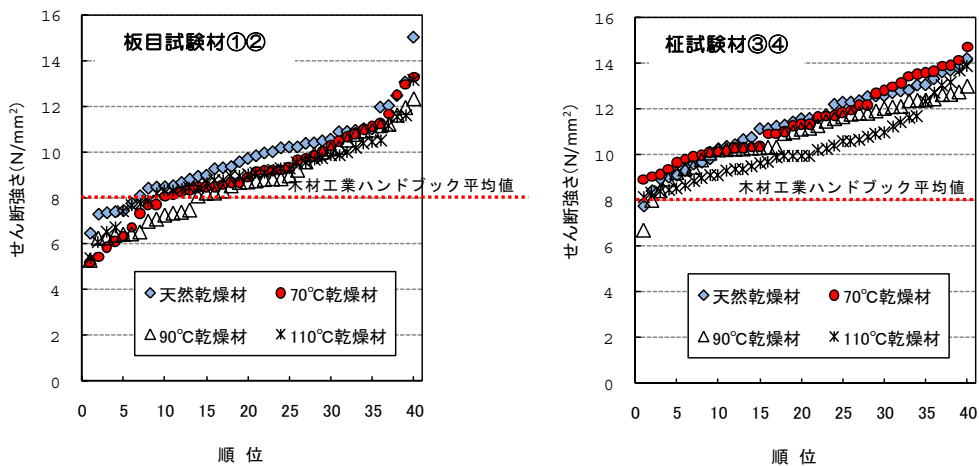 板目試験材①②
せん断強さ(N/mm²)
16
14
12
10
8
6
4
2
0
木材工業ハンドブック平均値
天然乾燥材
70℃乾燥材
90℃乾燥材
110℃乾燥材
0 5 10 15 20 25 30 35 40
順 位
柾試験材③④
せん断強さ(N/mm²)
16
14
12
10
8
6
4
2
0
木材工業ハンドブック平均値
天然乾燥材
70℃乾燥材
90℃乾燥材
110℃乾燥材
0 5 10 15 20 25 30 35 40
順 位